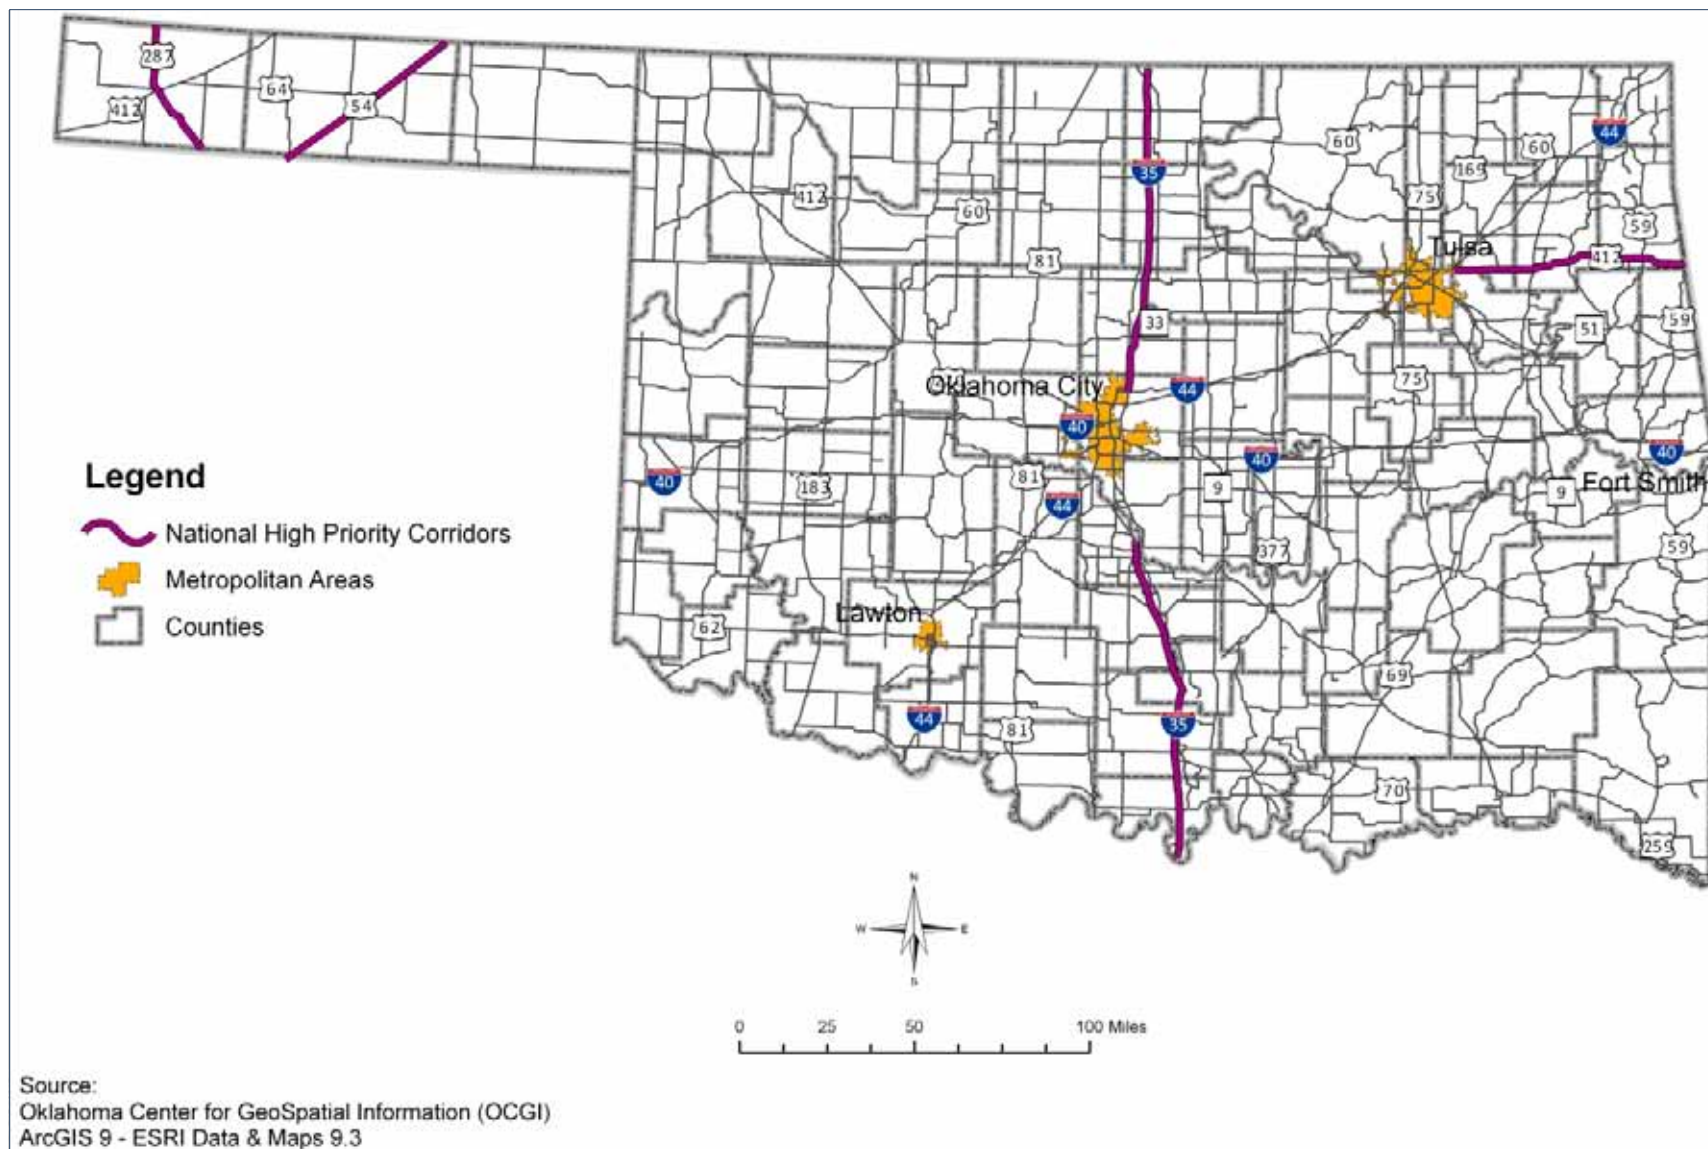 287
64
54
412
44
60
60
35
169
75
412
60
59
Tulsa
81
412
33
51
59
75
Oklahoma City
44
40
40
40
81
40
183
9
9
Fort Smith
44
377
59
Legend
National High Priority Corridors
Metropolitan Areas
Counties
Lawton
62
69
44
35
81
70
259
N
W
E
S
0 25 50 100 Miles
Source:
Oklahoma Center for GeoSpatial Information (OCGI)
ArcGIS 9 - ESRI Data & Maps 9.3